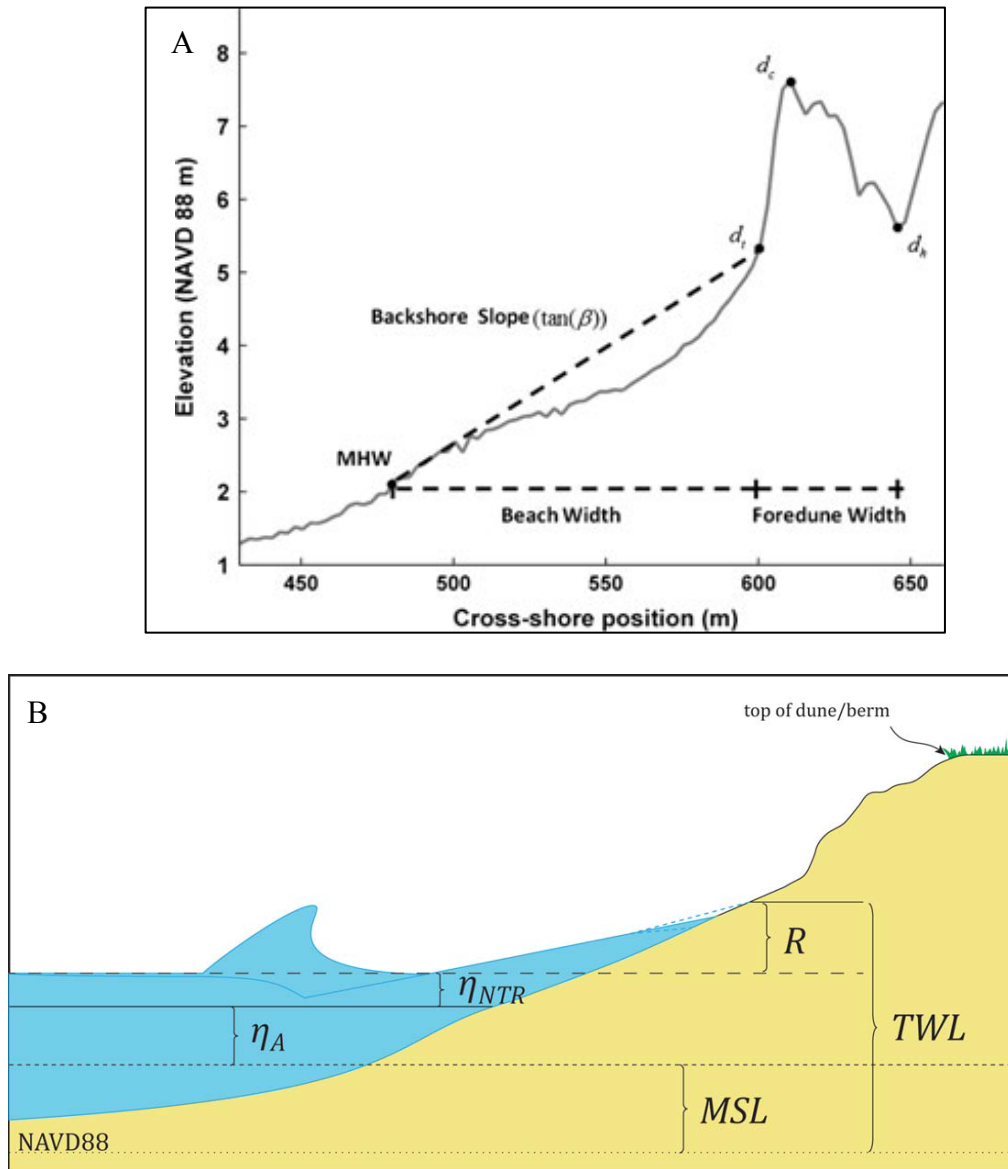 A
8
7
6
5
4
3
2
1
Elevation (NAVD 88 m)
d_c
d_t
d_h
Backshore Slope (tan(β))
MHW
Beach Width
Foredune Width
450
500
550
600
650
Cross-shore position (m)
B
top of dune/berm
R
η_NTR
η_A
TWL
MSL
NAVD88